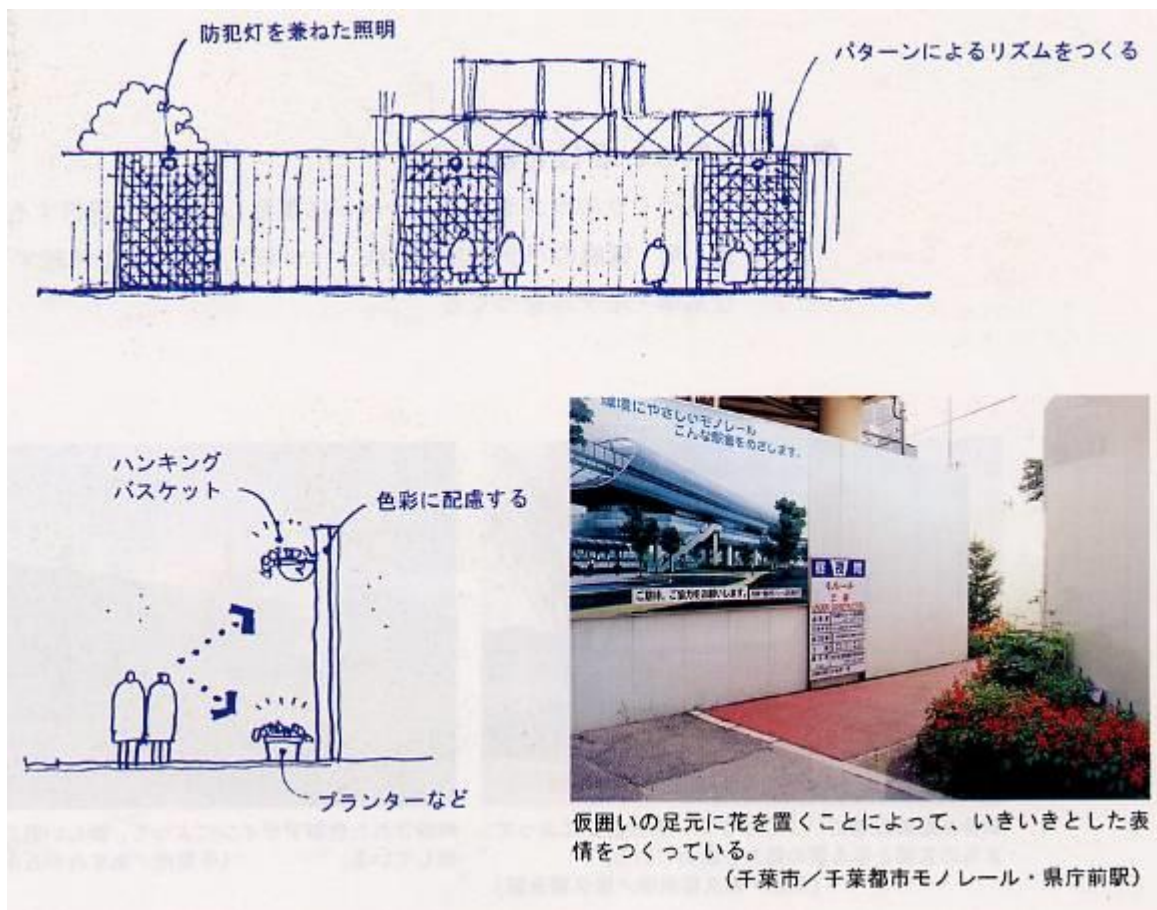 防犯灯を兼ねた照明
パターンによるリズムをつくる
ハンキング
バスケット
色彩に配慮する
プランターなど
環境にやさしいモノレール
こんな駅舎をめざします。
ご期待、ご協力をお願いします。
仮囲いの足元に花を置くことによって、いきいきとした表
情をつくっている。
(千葉市／千葉都市モノレール・県庁前駅)